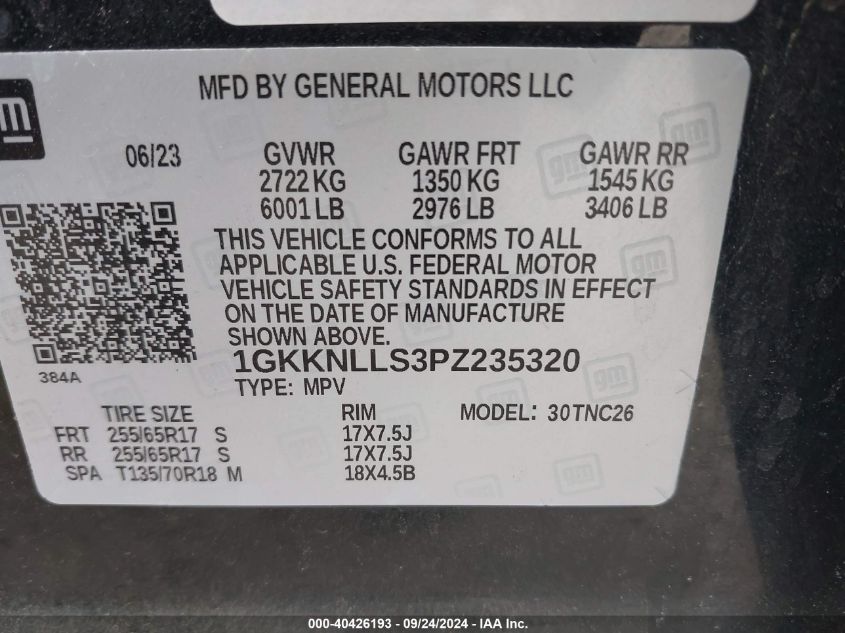 MFD BY GENERAL MOTORS LLC
gm
06/23 GVWR GAWR FRT GAWR RR
2722 KG 1350 KG 1545 KG
6001 LB 2976 LB 3406 LB
THIS VEHICLE CONFORMS TO ALL
APPLICABLE U.S. FEDERAL MOTOR
VEHICLE SAFETY STANDARDS IN EFFECT
ON THE DATE OF MANUFACTURE
SHOWN ABOVE.
1GKKNLLS3PZ235320
384A
TYPE: MPV
TIRE SIZE RIM MODEL: 30TNC26
FRT 255/65R17 S 17X7.5J
RR 255/65R17 S 17X7.5J
SPA T135/70R18 M 18X4.5B
000-40426193 - 09/24/2024 - IAA Inc.